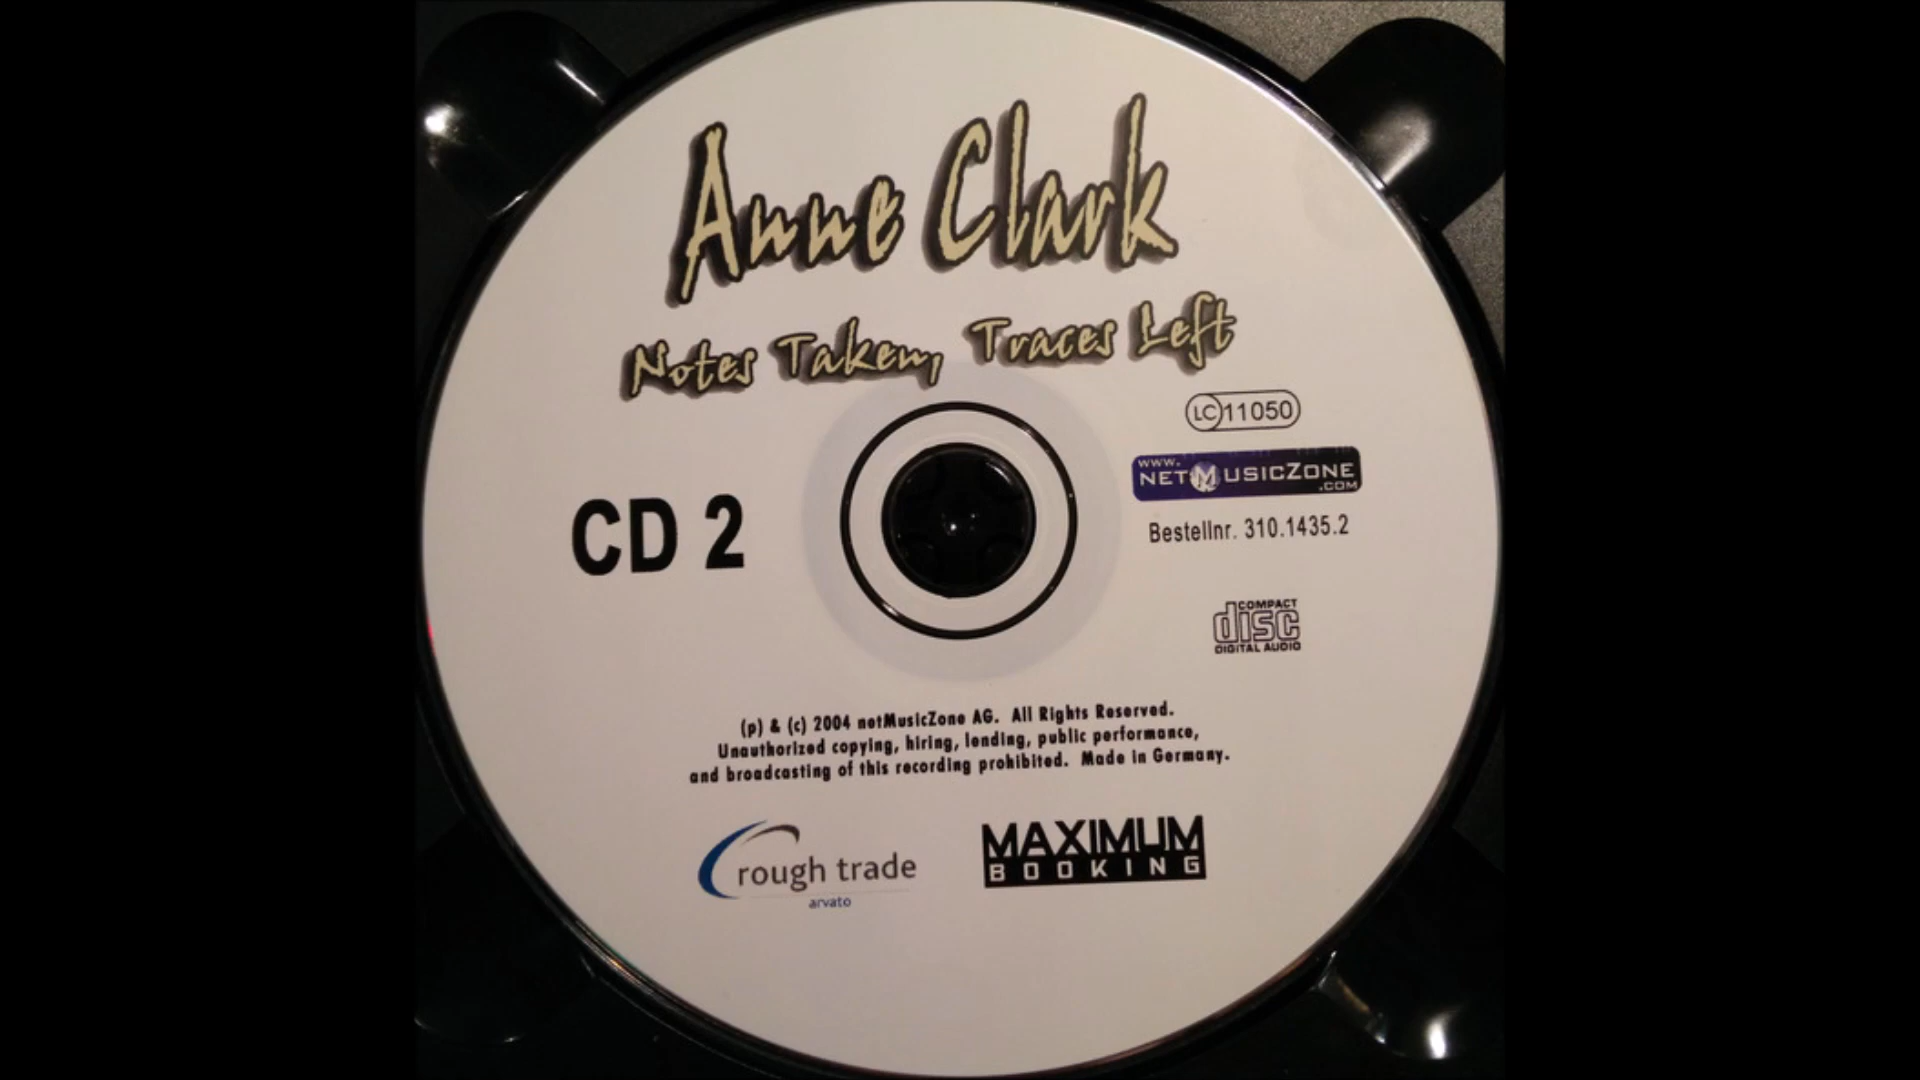 Anne Clark
Notes Taken, Traces Left
LC 11050
www.
NETMUSICZONE
.COM
CD 2
Bestellnr. 310.1435.2
COMPACT
disc
DIGITAL AUDIO
(p) & (c) 2004 netMusicZone AG. All Rights Reserved.
Unauthorized copying, hiring, lending, public performance,
and broadcasting of this recording prohibited. Made in Germany.
rough trade
arvato
MAXIMUM
BOOKING